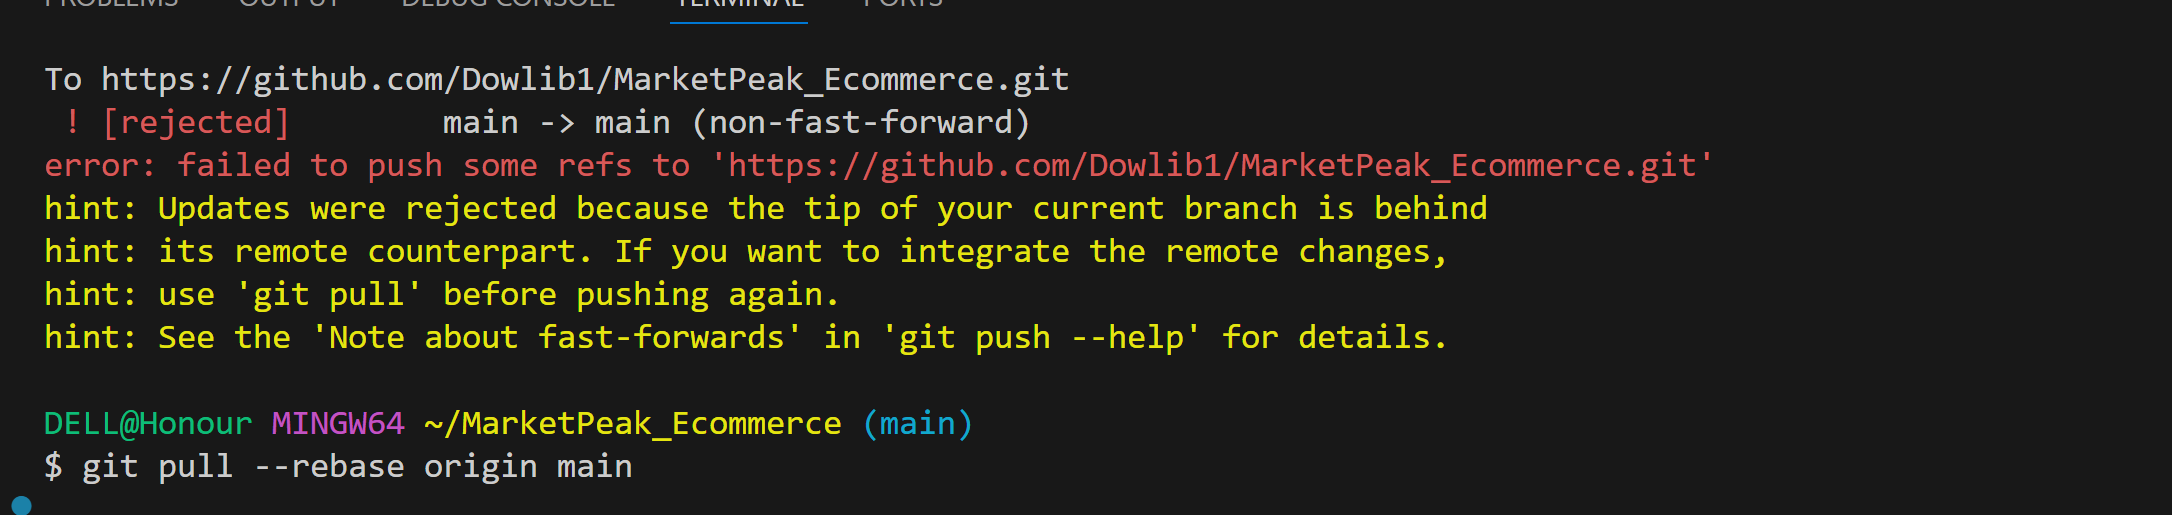 PROBLEMS OUTPUT DEBUG CONSOLE TERMINAL PORTS
To https://github.com/Dowlib1/MarketPeak_Ecommerce.git
! [rejected] main -> main (non-fast-forward)
error: failed to push some refs to 'https://github.com/Dowlib1/MarketPeak_Ecommerce.git'
hint: Updates were rejected because the tip of your current branch is behind
hint: its remote counterpart. If you want to integrate the remote changes,
hint: use 'git pull' before pushing again.
hint: See the 'Note about fast-forwards' in 'git push --help' for details.
DELL@Honour MINGW64 ~/MarketPeak_Ecommerce (main)
$ git pull --rebase origin main